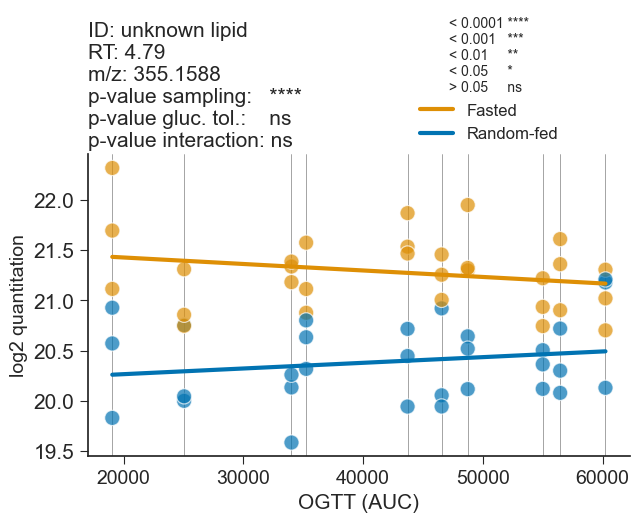 ID: unknown lipid
RT: 4.79
m/z: 355.1588
p-value sampling: ****
p-value gluc. tol.: ns
p-value interaction: ns
< 0.0001 ****
< 0.001 ***
< 0.01 **
< 0.05 *
> 0.05 ns
Fasted
Random-fed
log2 quantitation
22.0
21.5
21.0
20.5
20.0
19.5
20000 30000 40000 50000 60000
OGTT (AUC)